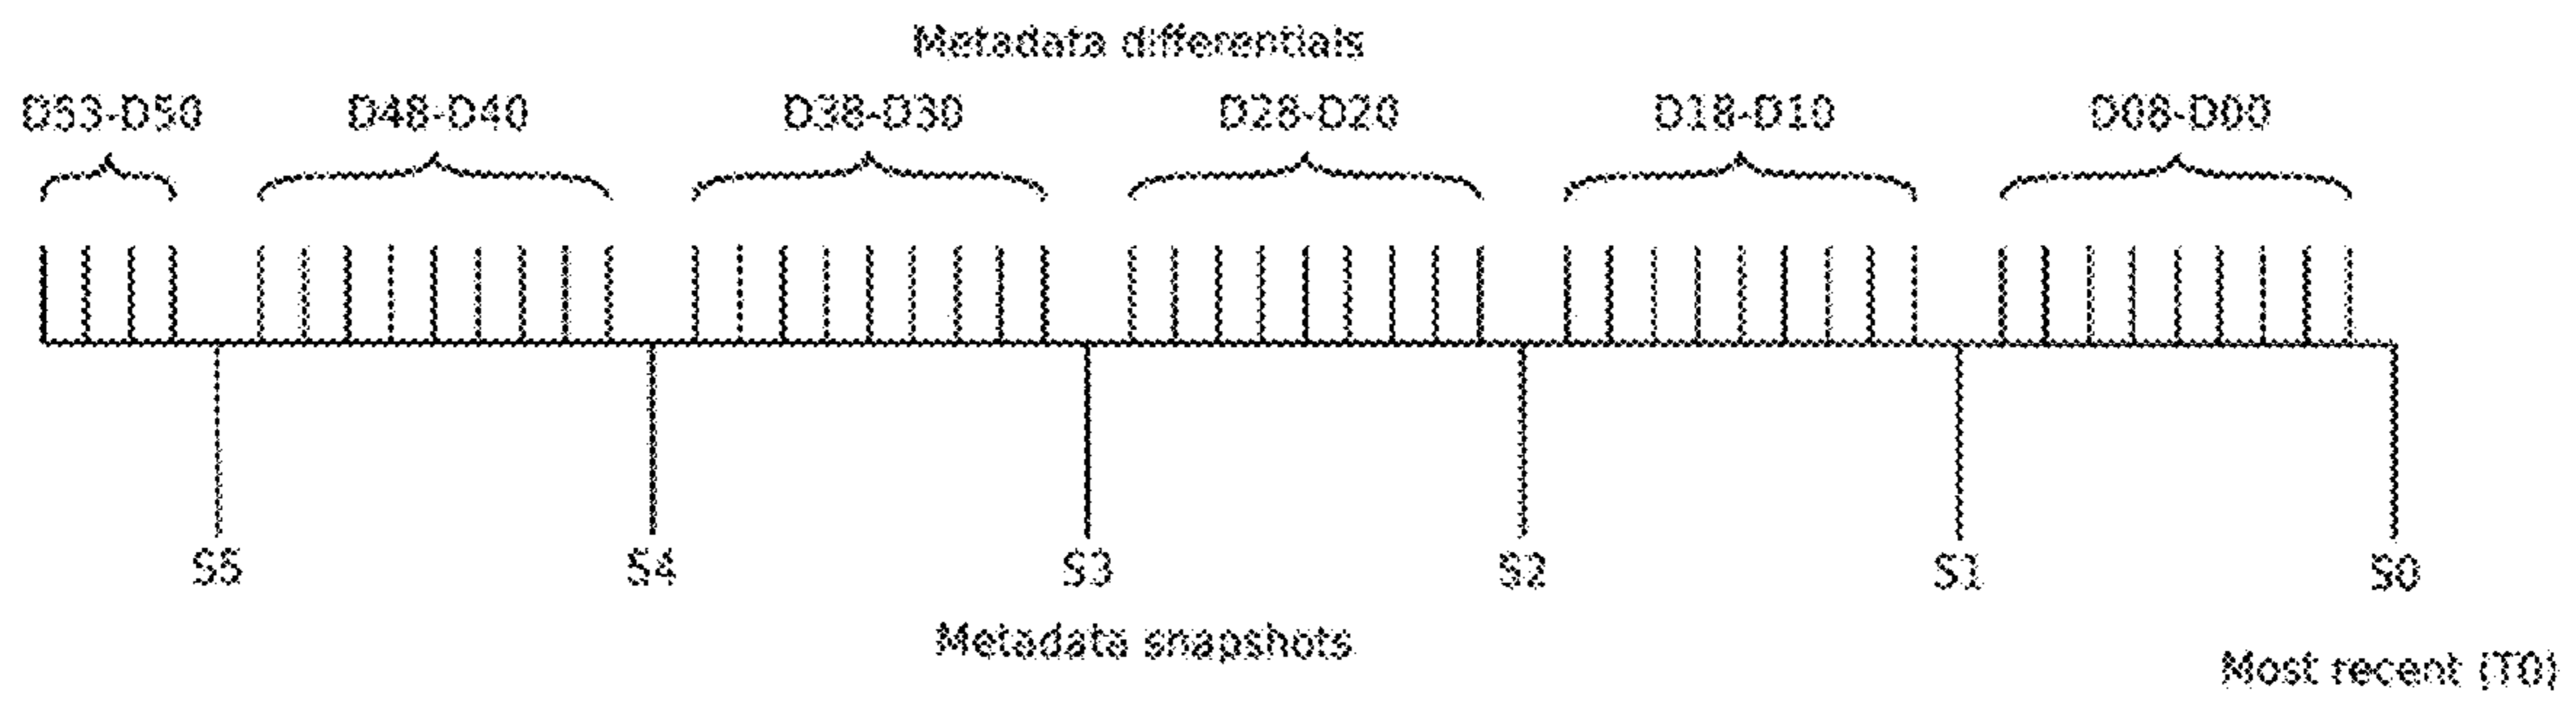 Metadata differentials
D53-D50 D48-D40 D38-D30 D28-D20 D18-D10 D08-D00
S5 S4 S3 S2 S1 S0
Metadata snapshots
Most recent (T0)